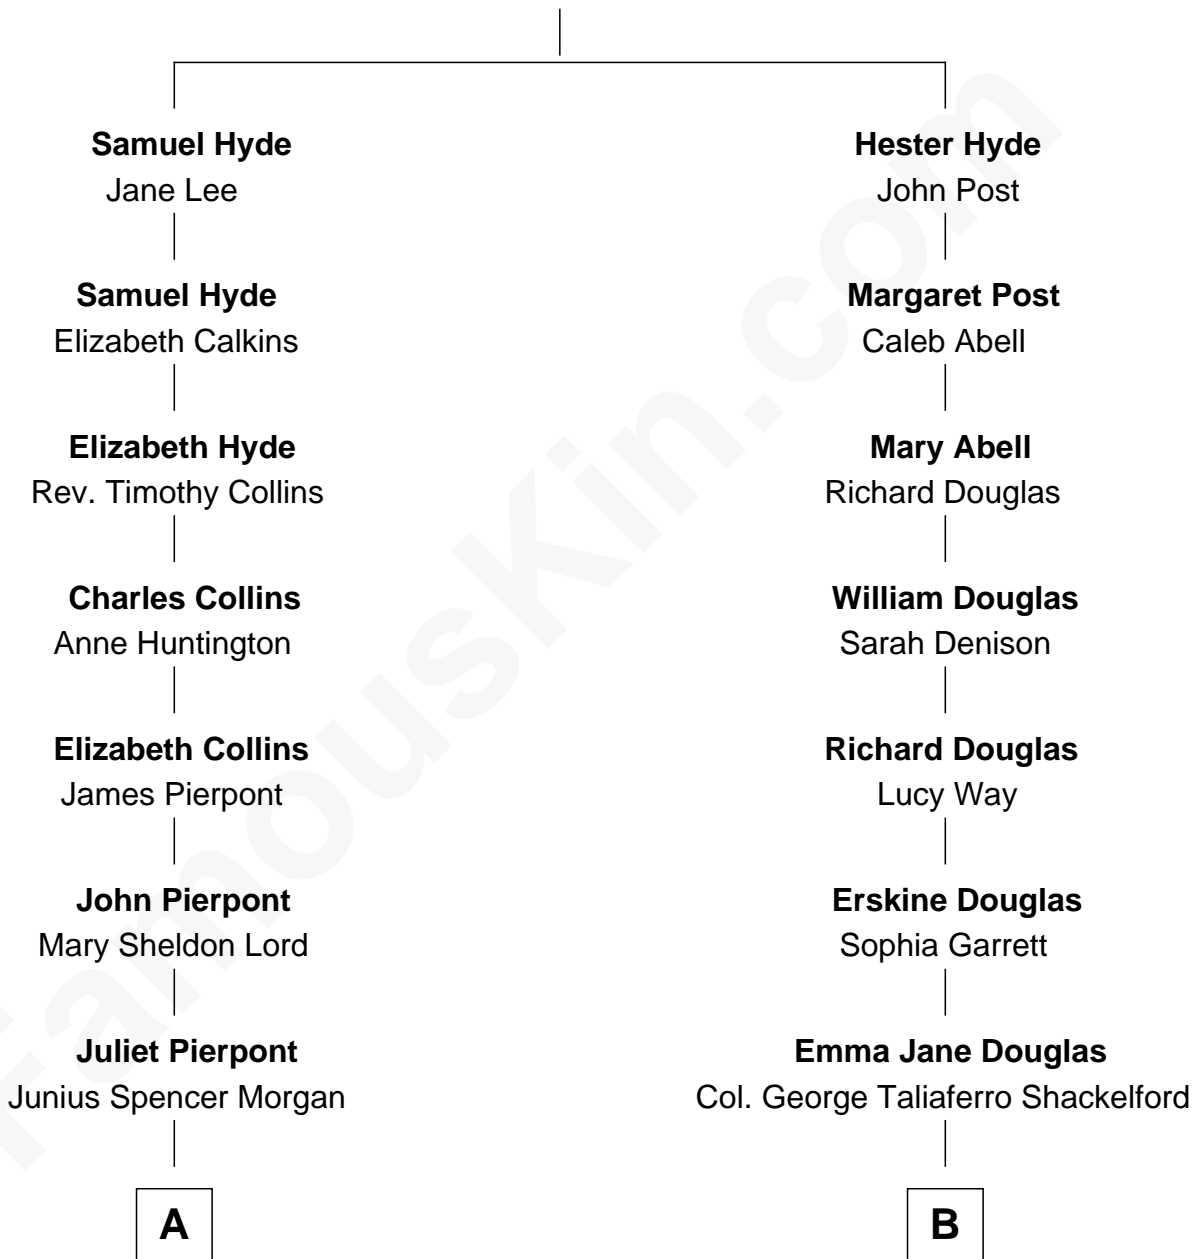 Samuel Hyde
Jane Lee
Hester Hyde
John Post
Samuel Hyde
Elizabeth Calkins
Margaret Post
Caleb Abell
Elizabeth Hyde
Rev. Timothy Collins
Mary Abell
Richard Douglas
Charles Collins
Anne Huntington
William Douglas
Sarah Denison
Elizabeth Collins
James Pierpont
Richard Douglas
Lucy Way
John Pierpont
Mary Sheldon Lord
Erskine Douglas
Sophia Garrett
Juliet Pierpont
Junius Spencer Morgan
Emma Jane Douglas
Col. George Taliaferro Shackelford
A
B
FamousKin.com